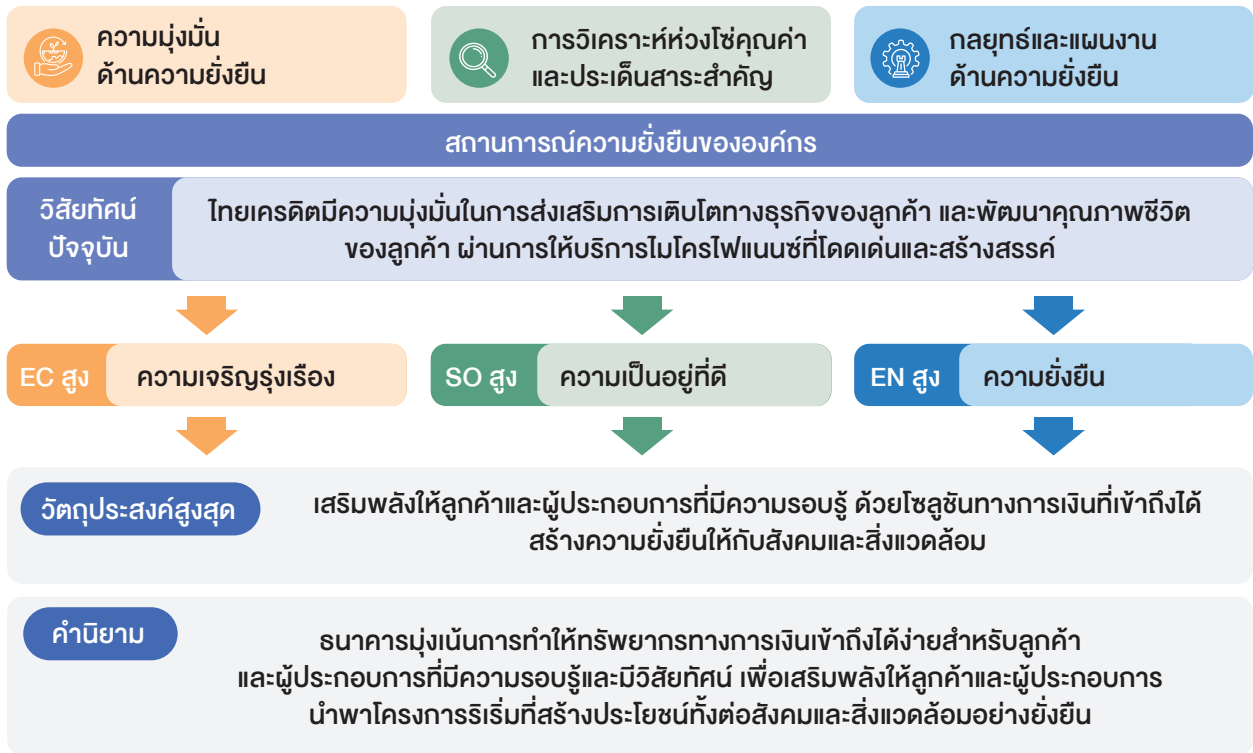 ความมุ่งมั่น
ด้านความยั่งยืน
การวิเคราะห์ห่วงโซ่คุณค่า
และประเด็นสาระสำคัญ
กลยุทธ์และแผนงาน
ด้านความยั่งยืน
สถานการณ์ความยั่งยืนขององค์กร
วิสัยทัศน์
ปัจจุบัน
ไทยเครดิตมีความมุ่งมั่นในการส่งเสริมการเติบโตทางธุรกิจของลูกค้า และพัฒนาคุณภาพชีวิต
ของลูกค้า ผ่านการให้บริการไมโครไฟแนนซ์ที่โดดเด่นและสร้างสรรค์
EC สูง
ความเจริญรุ่งเรือง
SO สูง
ความเป็นอยู่ที่ดี
EN สูง
ความยั่งยืน
วัตถุประสงค์สูงสุด
เสริมพลังให้ลูกค้าและผู้ประกอบการที่มีความรอบรู้ ด้วยโซลูชันทางการเงินที่เข้าถึงได้
สร้างความยั่งยืนให้กับสังคมและสิ่งแวดล้อม
คำนิยาม
ธนาคารมุ่งเน้นการทำให้ทรัพยากรทางการเงินเข้าถึงได้ง่ายสำหรับลูกค้า
และผู้ประกอบการที่มีความรอบรู้และมีวิสัยทัศน์ เพื่อเสริมพลังให้ลูกค้าและผู้ประกอบการ
นำพาโครงการริเริ่มที่สร้างประโยชน์ทั้งต่อสังคมและสิ่งแวดล้อมอย่างยั่งยืน